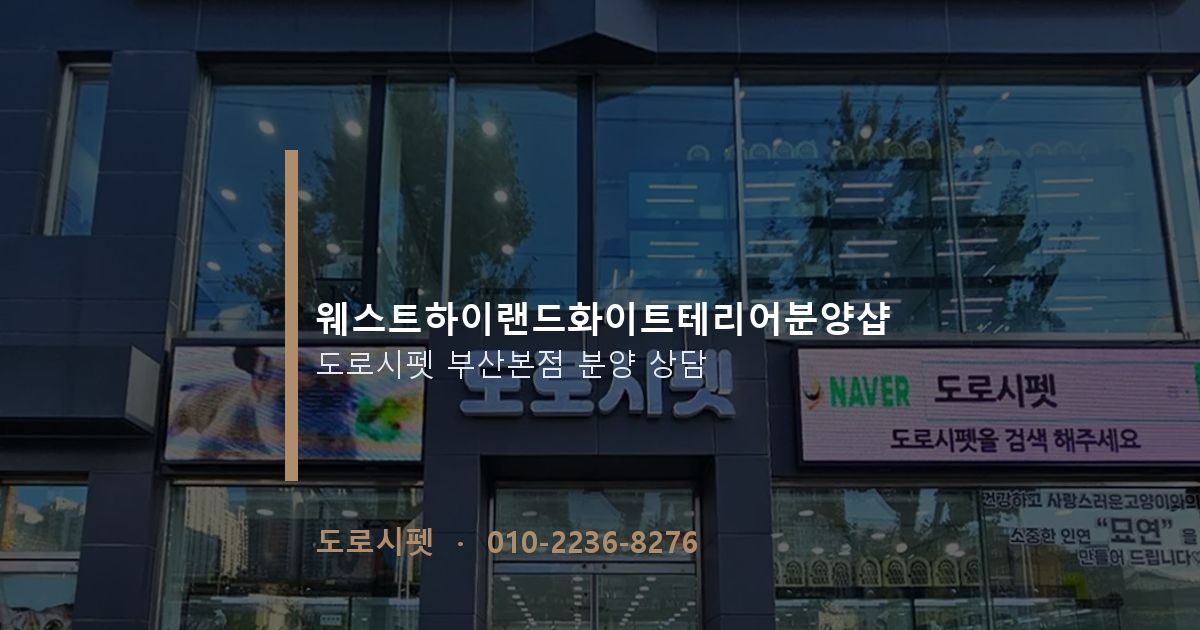 웨스트하이랜드화이트테리어분양샵
도로시펫 부산본점 분양 상담
도로시펫
NAVER 도로시펫
도로시펫을 검색 해주세요
건강하고 사랑스러운고양이와의
소중한 인연 “묘연” 을
만들어 드립니다
도로시펫 · 010-2236-8276